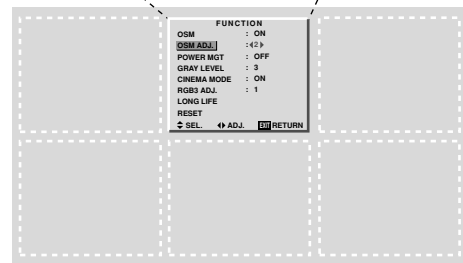 FUNCTION
OSM : ON
OSM ADJ. : ◀ 2 ▶
POWER MGT : OFF
GRAY LEVEL : 3
CINEMA MODE : ON
RGB3 ADJ. : 1
LONG LIFE
RESET
SEL. ADJ. EXIT RETURN